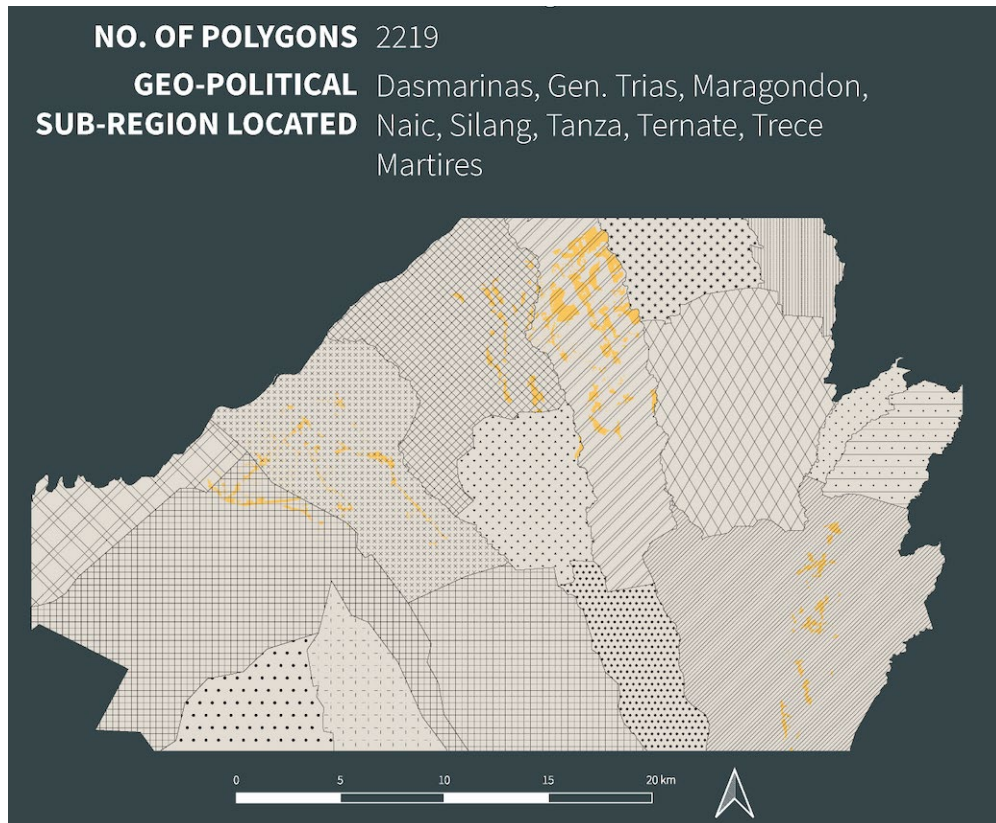 NO. OF POLYGONS 2219
GEO-POLITICAL SUB-REGION LOCATED Dasmarinas, Gen. Trias, Maragondon,
Naic, Silang, Tanza, Ternate, Trece
Martires
0 5 10 15 20 km